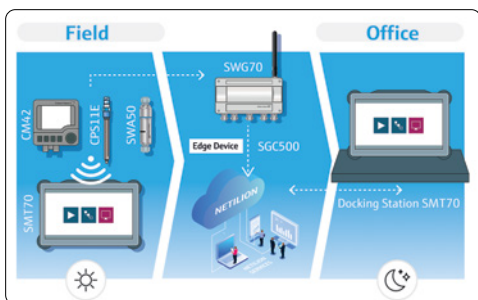 Field
Office
CM42
CPS11E
SWA50
SMT70
SWG70
Edge Device
SGC500
NETILION
Docking Station SMT70